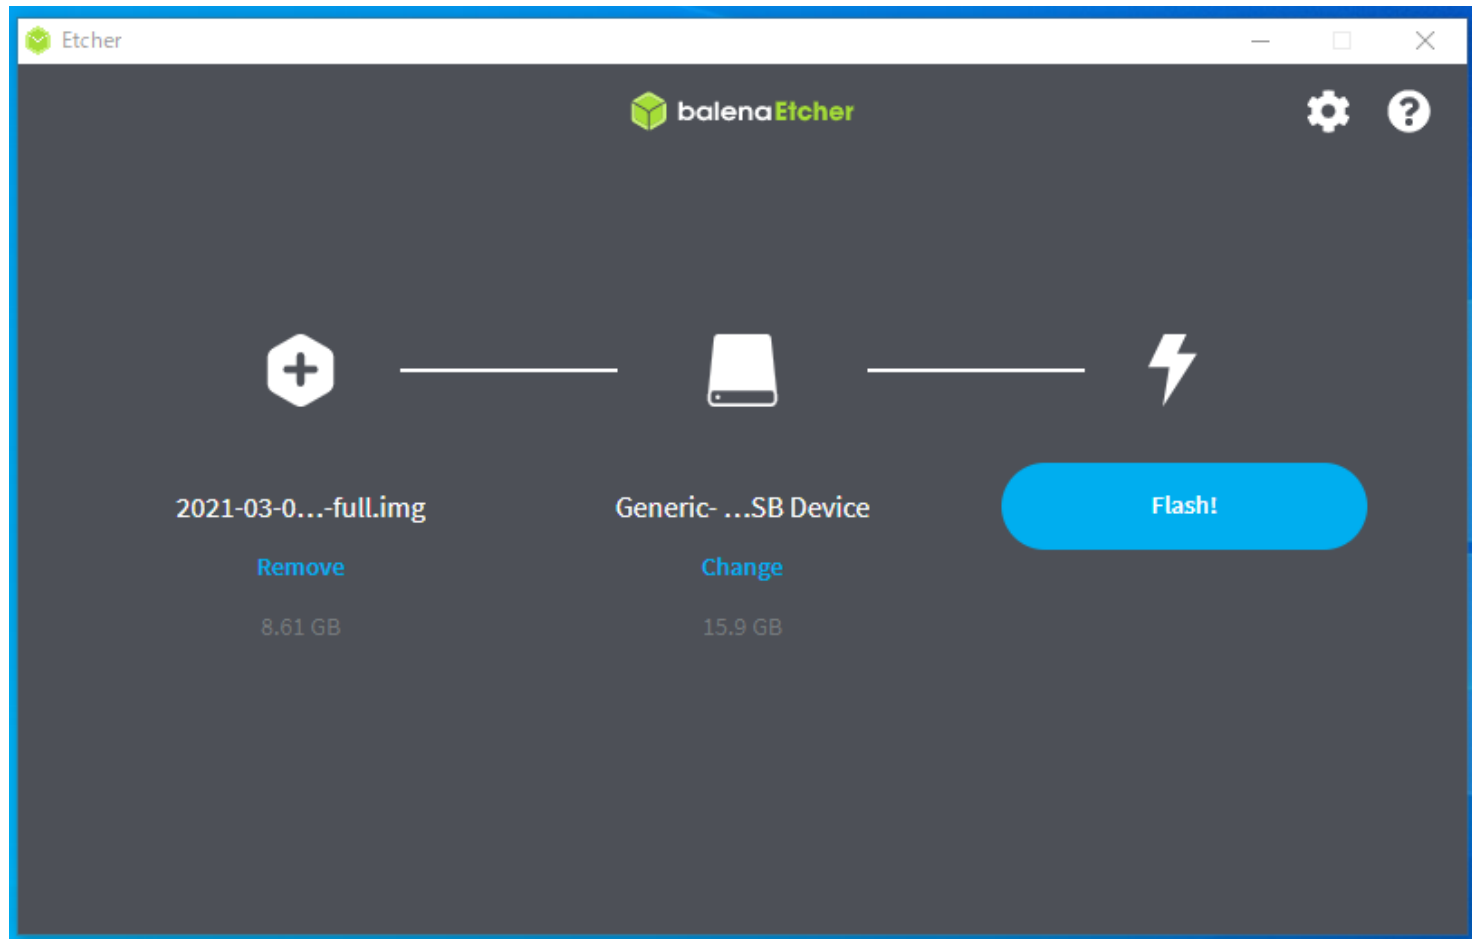 Etcher
balenaEtcher
2021-03-0...-full.img
Remove
8.61 GB
Generic- ...SB Device
Change
15.9 GB
Flash!